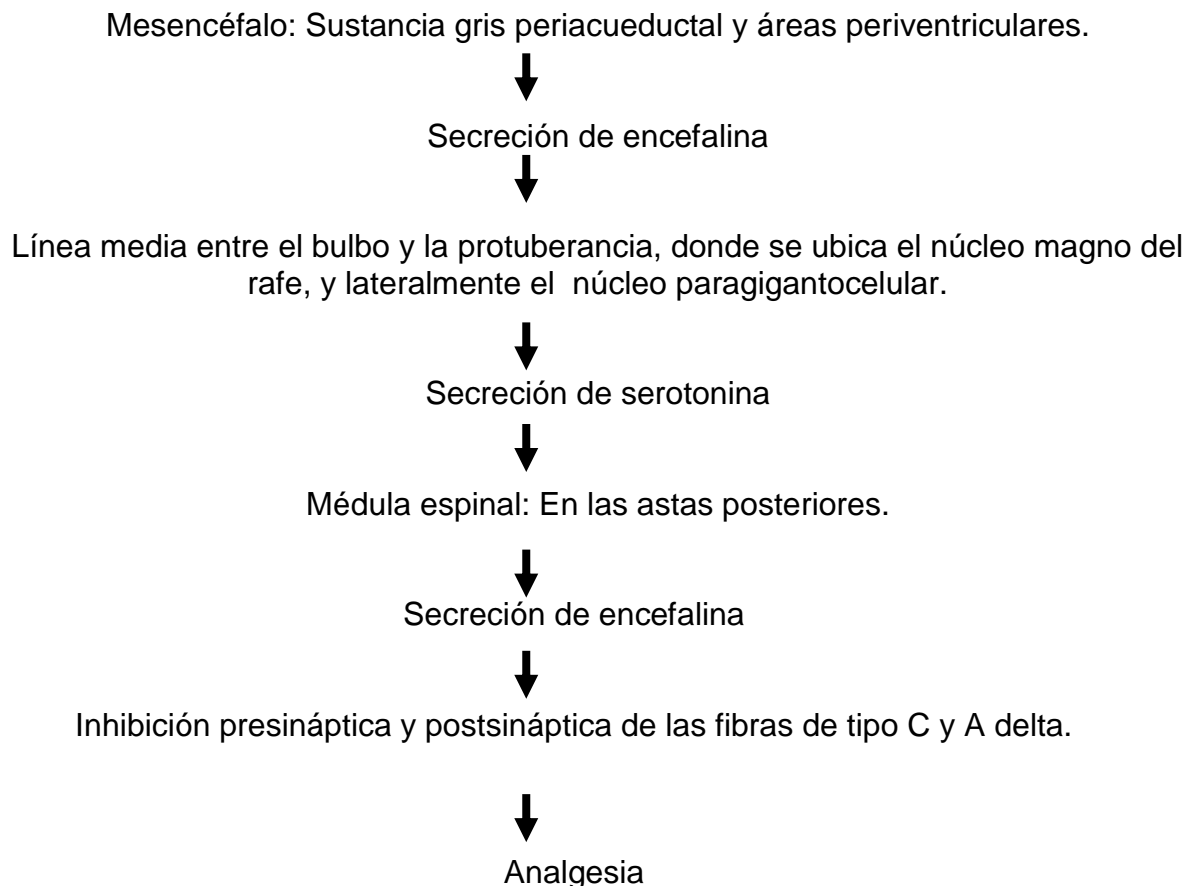 Mesencéfalo: Sustancia gris periacueductal y áreas periventriculares.
Secreción de encefalina
Línea media entre el bulbo y la protuberancia, donde se ubica el núcleo magno del
rafe, y lateralmente el núcleo paragigantocelular.
Secreción de serotonina
Médula espinal: En las astas posteriores.
Secreción de encefalina
Inhibición presináptica y postsináptica de las fibras de tipo C y A delta.
Analgesia